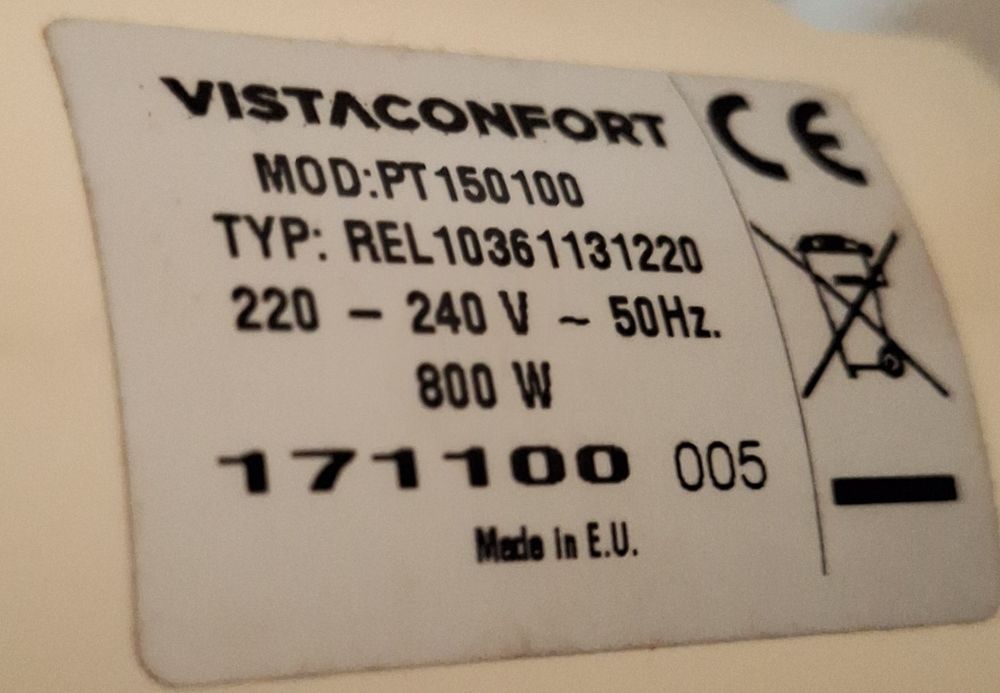 VISTACONFORT
MOD:PT150100
TYP: REL10361131220
220 – 240 V ~ 50Hz.
800 W
171100 005
Made in E.U.
CE